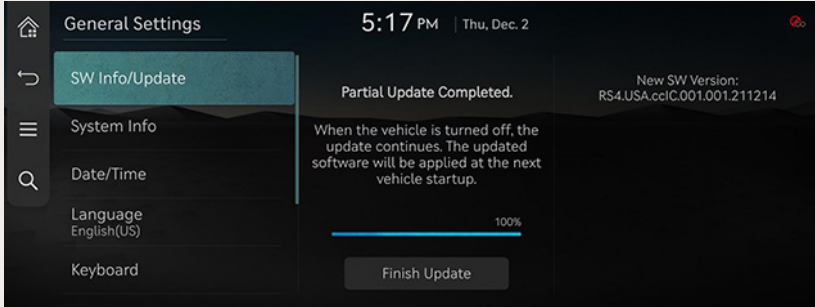 General Settings
5:17 PM | Thu, Dec. 2
SW Info/Update
System Info
Date/Time
Language
English(US)
Keyboard
Partial Update Completed.
When the vehicle is turned off, the
update continues. The updated
software will be applied at the next
vehicle startup.
100%
Finish Update
New SW Version:
RS4.USA.ccIC.001.001.211214